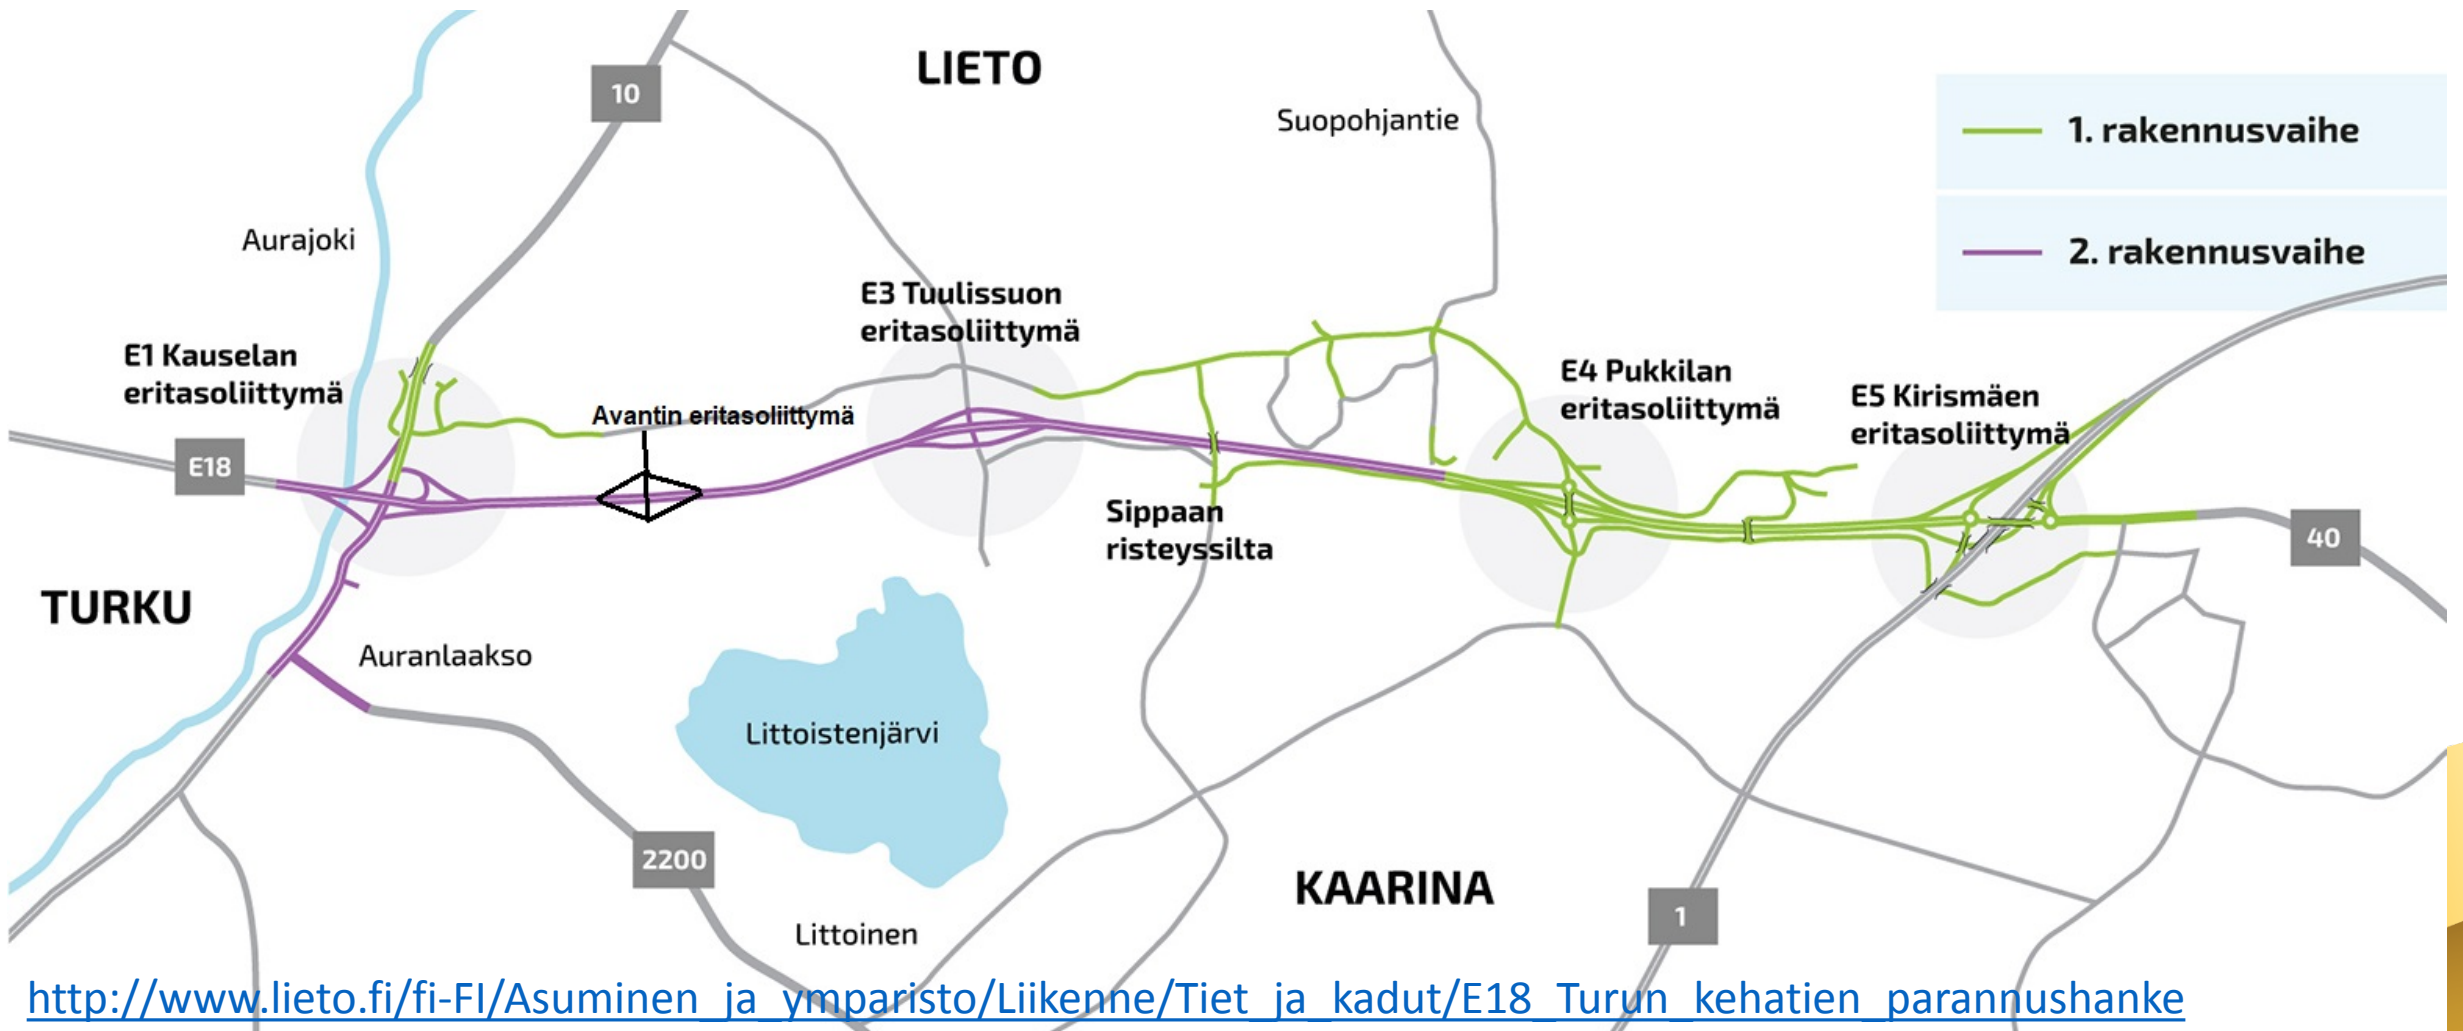 LIETO
10
Suopohjantie
1. rakennusvaihe
2. rakennusvaihe
Aurajoki
E3 Tuulissuon
eritasoliittymä
E1 Kauselan
eritasoliittymä
E4 Pukkilan
eritasoliittymä
E5 Kirismäen
eritasoliittymä
Avantin eritasoliittymä
E18
Sippaan
risteyssilta
40
TURKU
Auranlaakso
Littoistenjärvi
2200
KAARINA
1
Littoinen
http://www.lieto.fi/fi-FI/Asuminen_ja_ymparisto/Liikenne/Tiet_ja_kadut/E18_Turun_kehatien_parannushanke